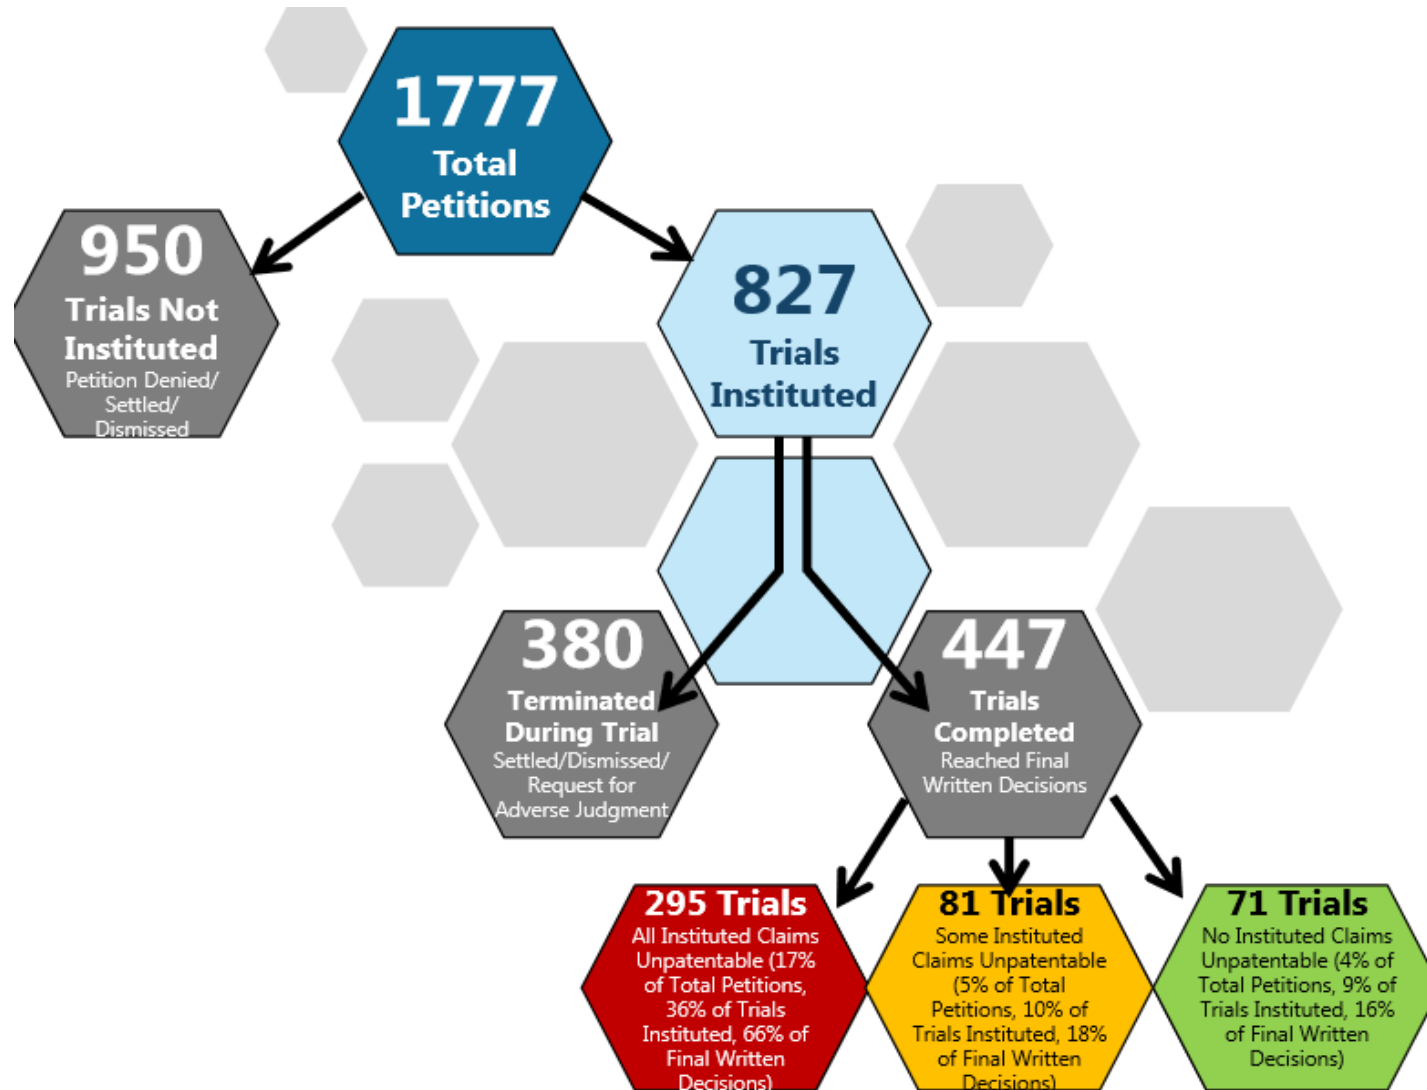 1777
Total
Petitions
950
Trials Not
Instituted
Petition Denied/
Settled/
Dismissed
827
Trials
Instituted
380
Terminated
During Trial
Settled/Dismissed/
Request for
Adverse Judgment
447
Trials
Completed
Reached Final
Written Decisions
295 Trials
All Instituted Claims
Unpatentable (17%
of Total Petitions,
36% of Trials
Instituted, 66% of
Final Written
Decisions)
81 Trials
Some Instituted
Claims Unpatentable
(5% of Total
Petitions, 10% of
Trials Instituted, 18%
of Final Written
Decisions)
71 Trials
No Instituted Claims
Unpatentable (4% of
Total Petitions, 9% of
Trials Instituted, 16%
of Final Written
Decisions)